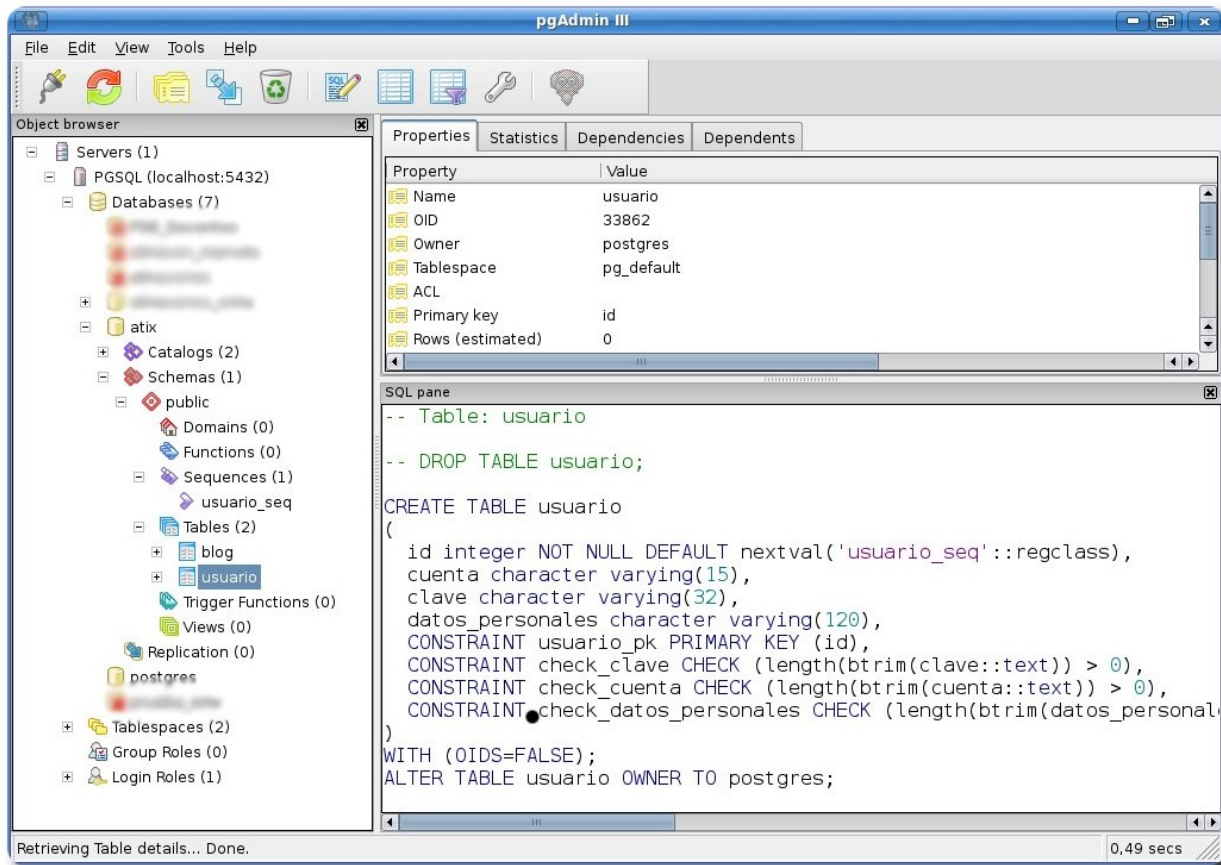 pgAdmin III
File Edit View Tools Help
Object browser
Servers (1)
PGSQL (localhost:5432)
Databases (7)
atix
Catalogs (2)
Schemas (1)
public
Domains (0)
Functions (0)
Sequences (1)
usuario_seq
Tables (2)
blog
usuario
Trigger Functions (0)
Views (0)
Replication (0)
postgres
Tablespaces (2)
Group Roles (0)
Login Roles (1)
Properties Statistics Dependencies Dependents
Property Value
Name usuario
OID 33862
Owner postgres
Tablespace pg_default
ACL
Primary key id
Rows (estimated) 0
SQL pane
-- Table: usuario
-- DROP TABLE usuario;
CREATE TABLE usuario
(
id integer NOT NULL DEFAULT nextval('usuario_seq'::regclass),
cuenta character varying(15),
clave character varying(32),
datos_personales character varying(120),
CONSTRAINT usuario_pk PRIMARY KEY (id),
CONSTRAINT check_clave CHECK (length(btrim(clave::text)) > 0),
CONSTRAINT check_cuenta CHECK (length(btrim(cuenta::text)) > 0),
CONSTRAINT check_datos_personales CHECK (length(btrim(datos_personal
)
WITH (OIDS=FALSE);
ALTER TABLE usuario OWNER TO postgres;
Retrieving Table details... Done.
0,49 secs